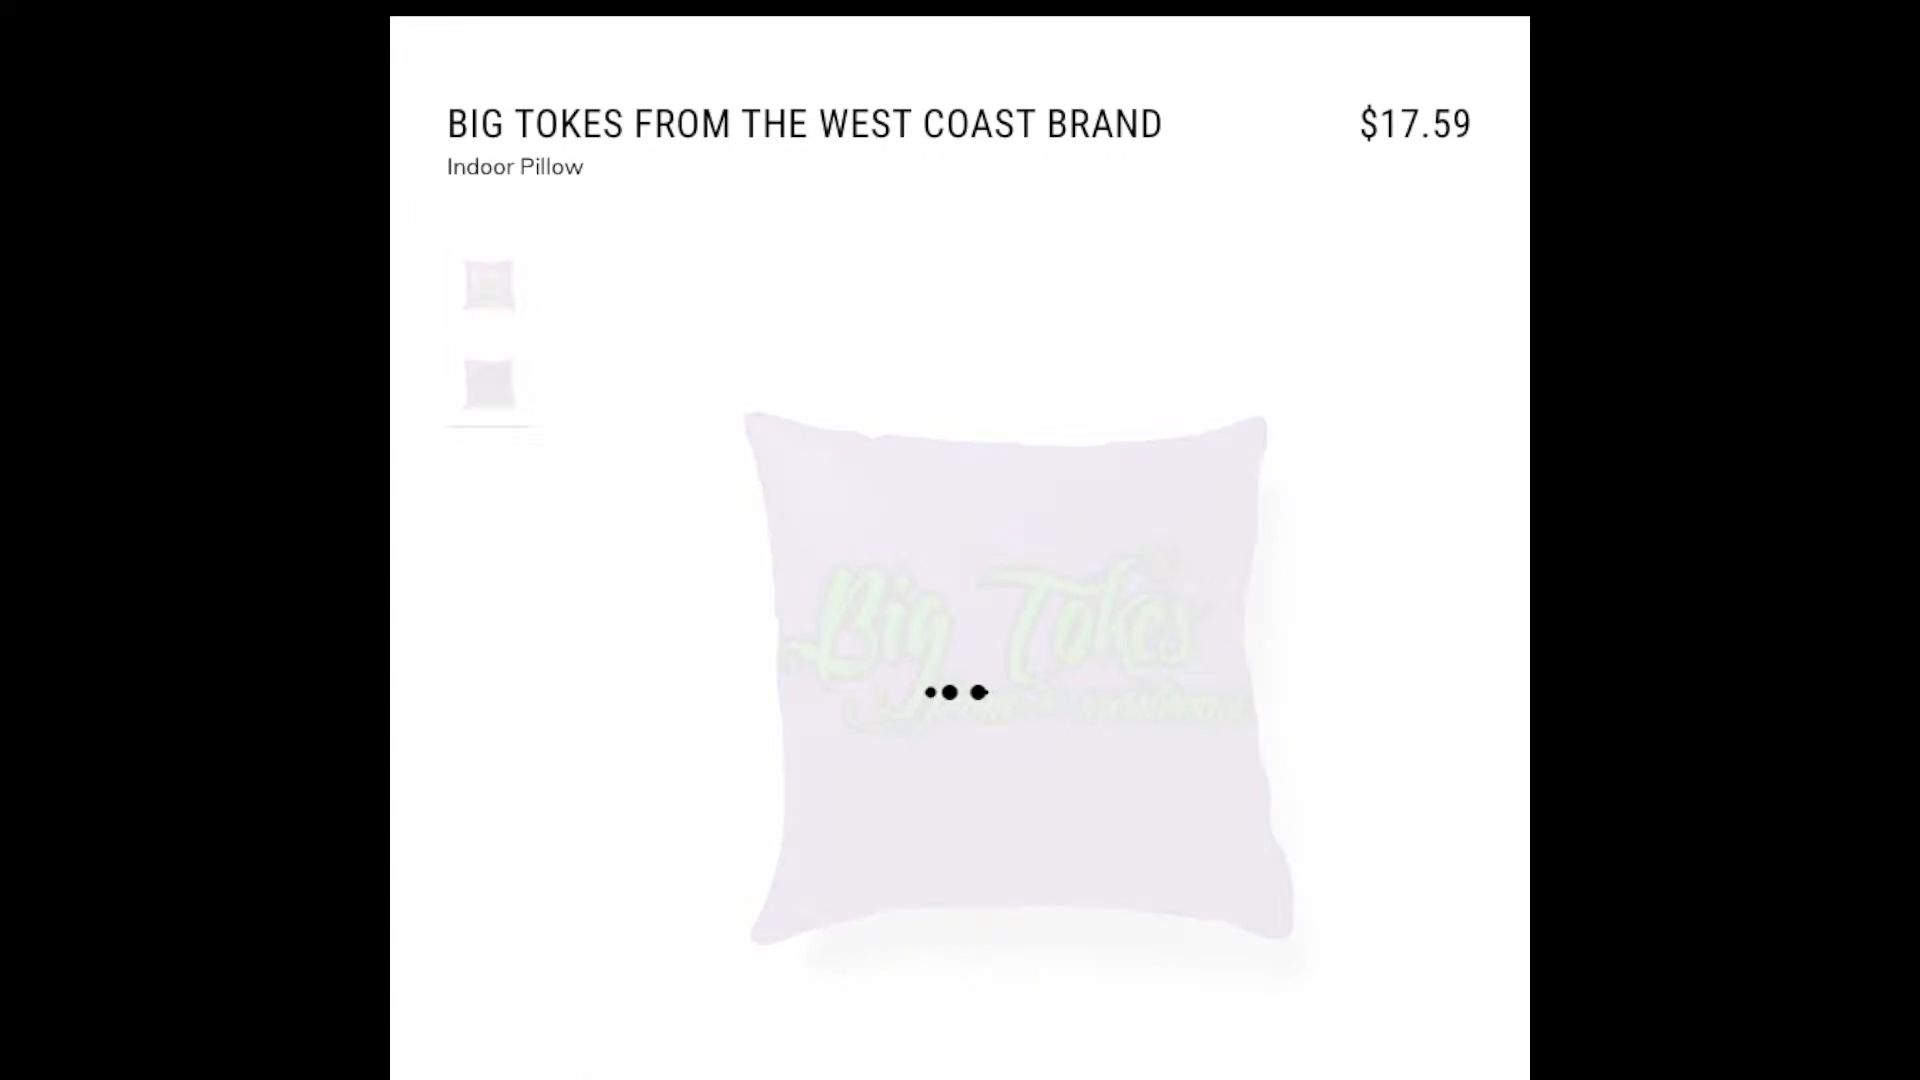 BIG TOKES FROM THE WEST COAST BRAND
$17.59
Indoor Pillow
Big Tokes